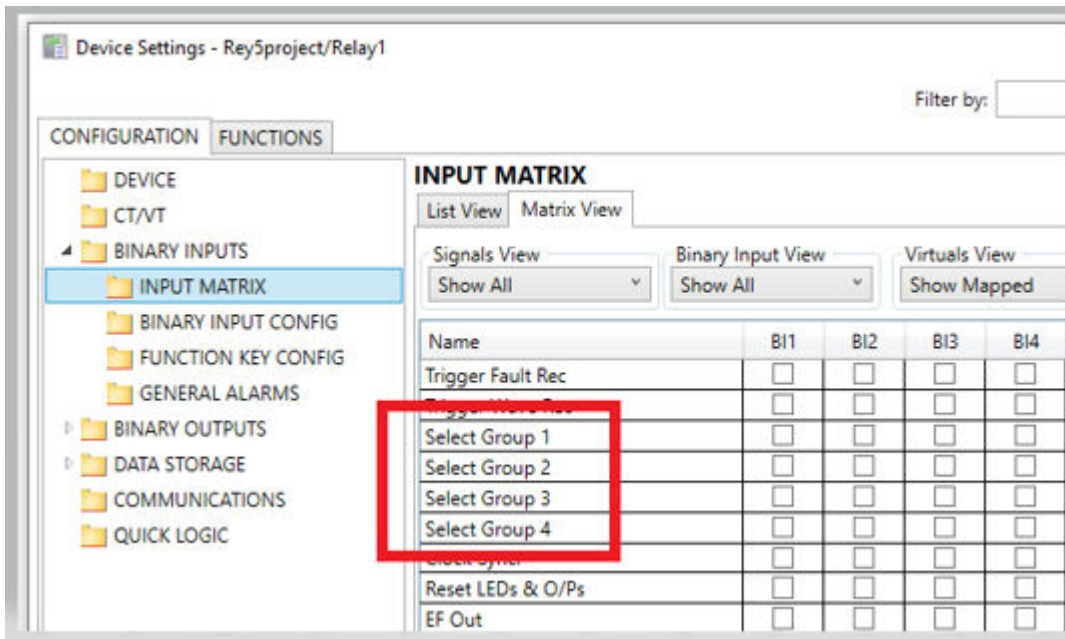 Device Settings - Rey5project/Relay1
Filter by:
CONFIGURATION FUNCTIONS
DEVICE
CT/VT
BINARY INPUTS
INPUT MATRIX
BINARY INPUT CONFIG
FUNCTION KEY CONFIG
GENERAL ALARMS
BINARY OUTPUTS
DATA STORAGE
COMMUNICATIONS
QUICK LOGIC
INPUT MATRIX
List View Matrix View
Signals View Binary Input View Virtuals View
Show All Show All Show Mapped
Name BI1 BI2 BI3 BI4
Trigger Fault Rec
Select Group 1
Select Group 2
Select Group 3
Select Group 4
Reset LEDs & O/Ps
EF Out